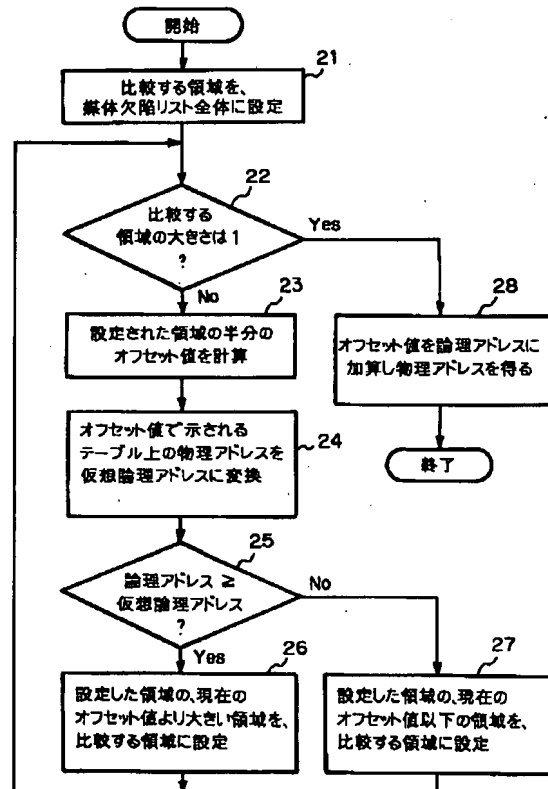 開始
21
比較する領域を、
媒体欠陥リスト全体に設定
22
比較する
領域の大きさは1
?
Yes
No
23
設定された領域の半分の
オフセット値を計算
28
オフセット値を論理アドレスに
加算し物理アドレスを得る
終了
オフセット値で示される
テーブル上の物理アドレスを
仮想論理アドレスに変換
24
25
論理アドレス ≧
仮想論理アドレス
?
No
Yes
26
設定した領域の、現在の
オフセット値より大きい領域を、
比較する領域に設定
27
設定した領域の、現在の
オフセット値以下の領域を、
比較する領域に設定